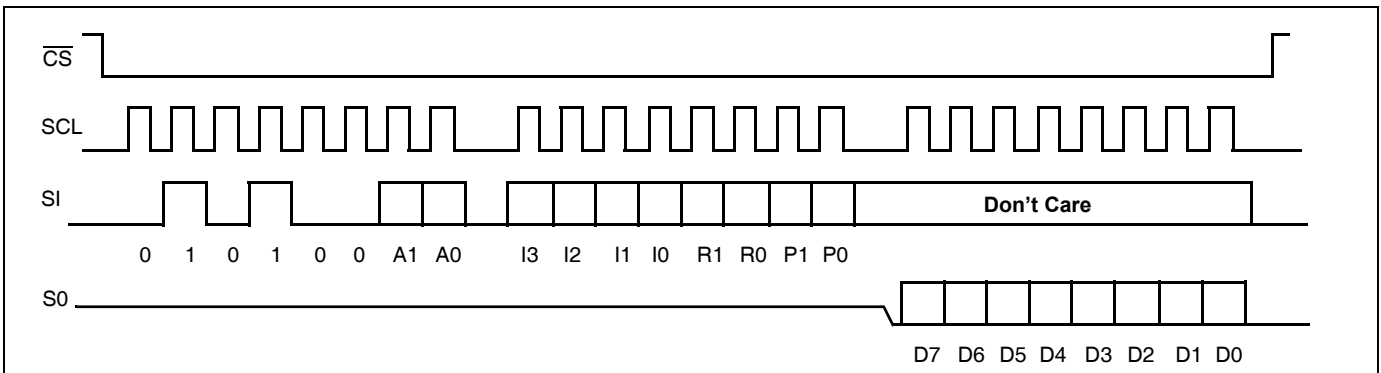 CS
SCL
SI
Don't Care
0 1 0 1 0 0 A1 A0 I3 I2 I1 I0 R1 R0 P1 P0
S0
D7 D6 D5 D4 D3 D2 D1 D0